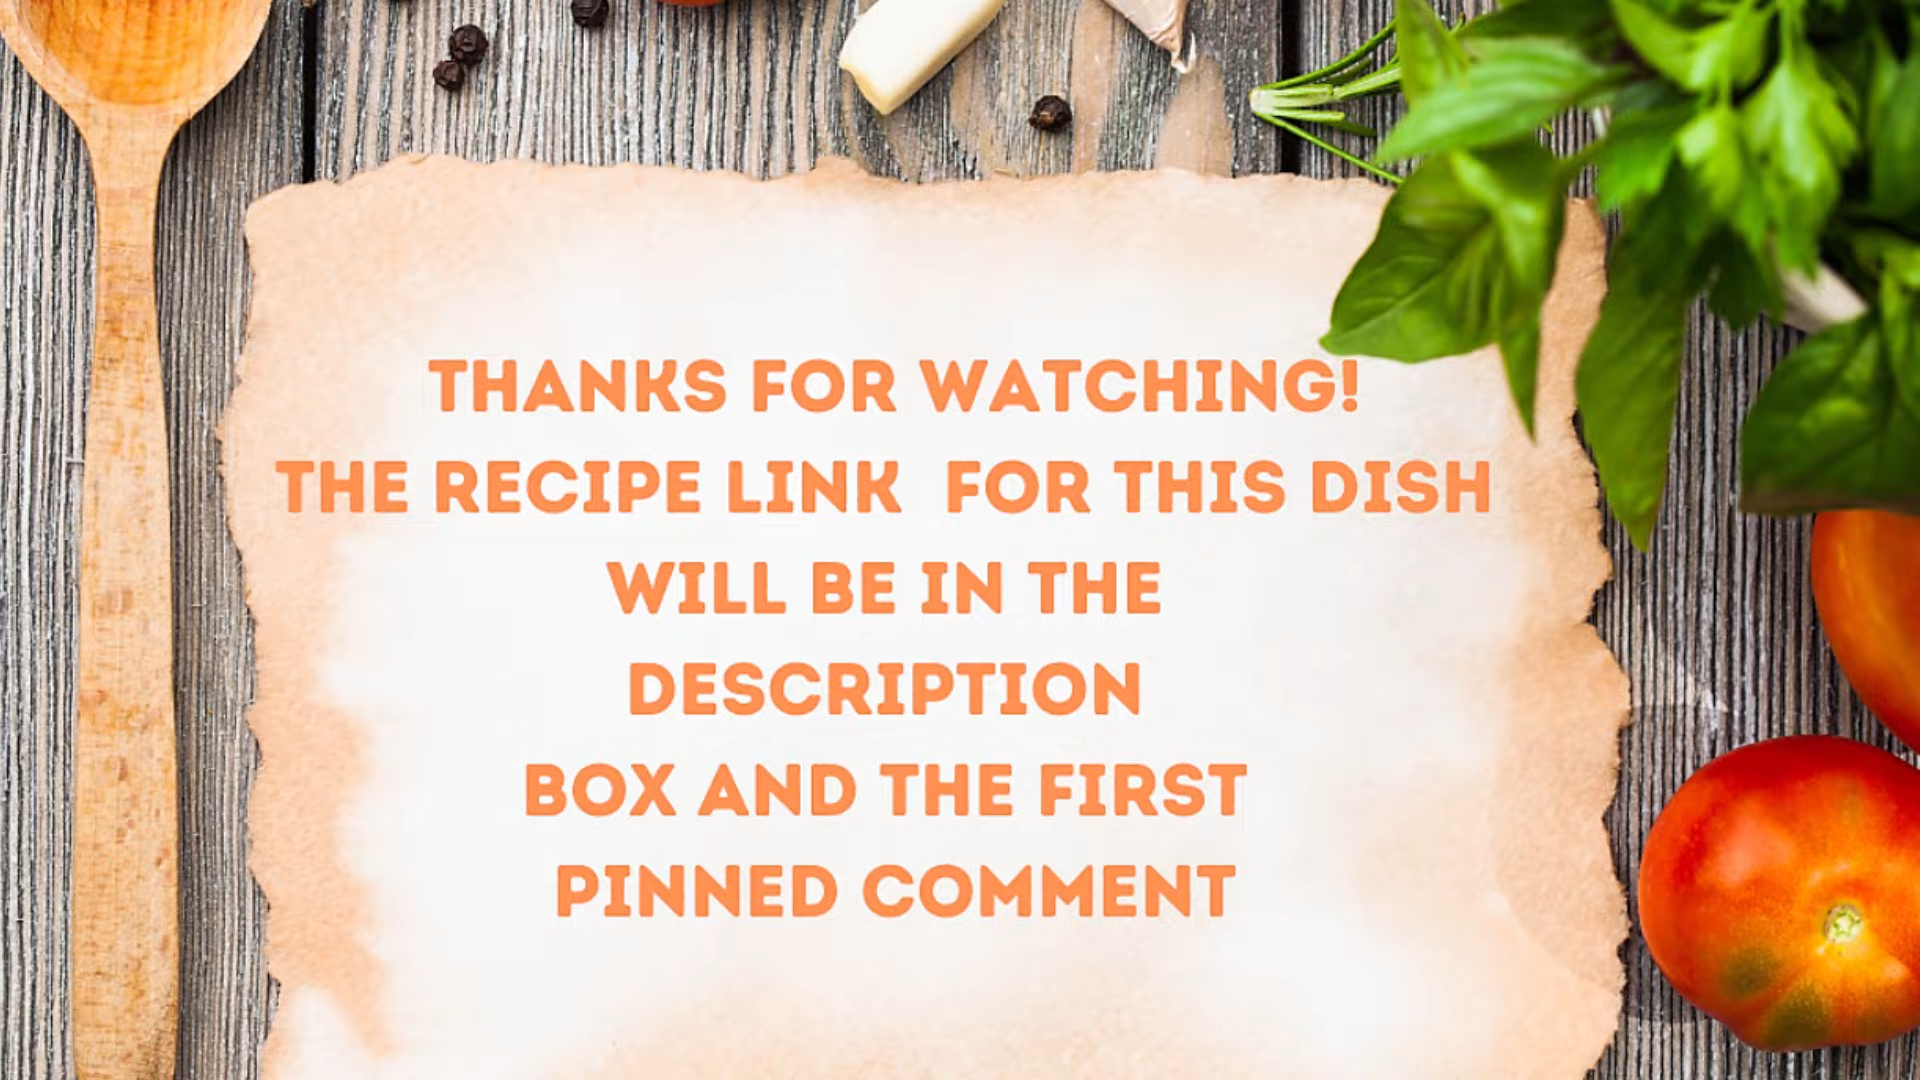 THANKS FOR WATCHING!
THE RECIPE LINK  FOR THIS DISH
WILL BE IN THE
DESCRIPTION
BOX AND THE FIRST
PINNED COMMENT